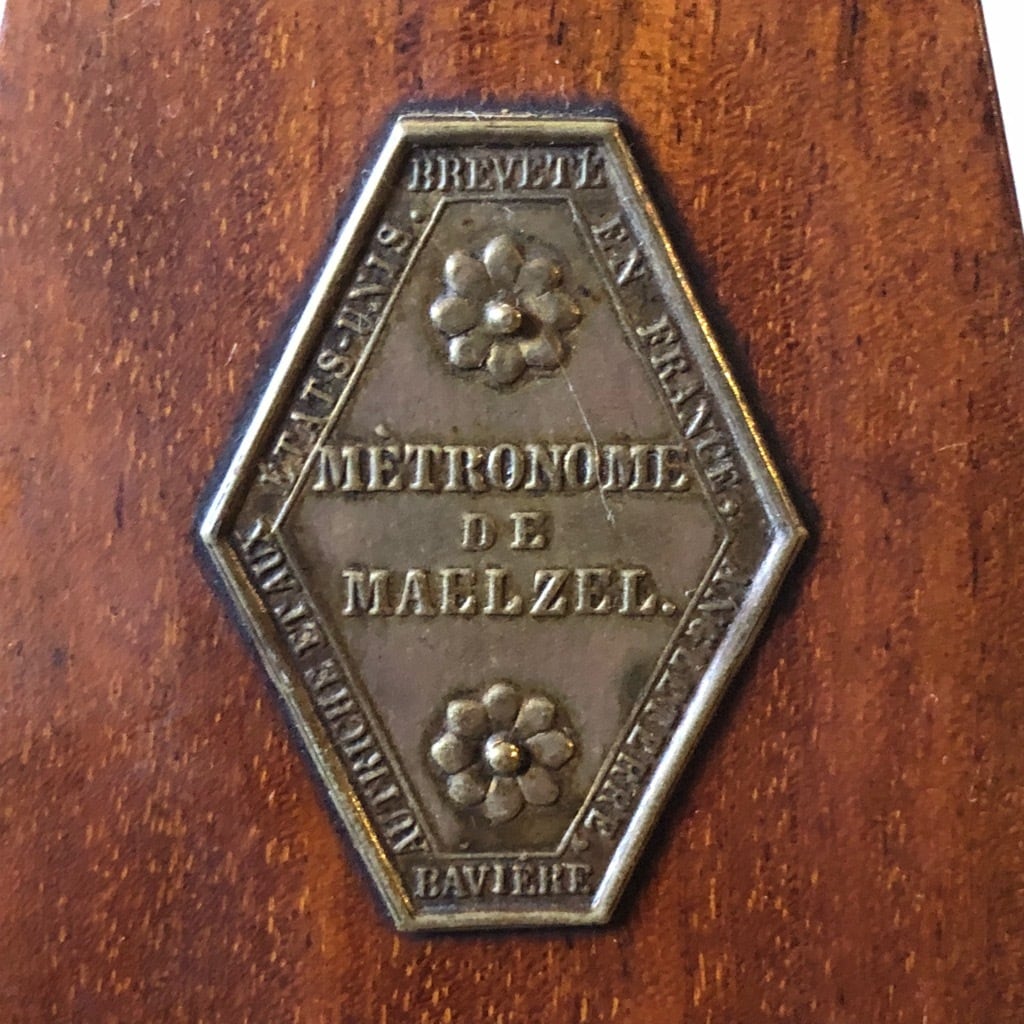 BREVETÉ
EN FRANCE,
ANGLETERRE,
BAVIÈRE
AUTRICHE ET AUX
ÉTATS-UNIS.
MÉTRONOME
DE
MAELZEL.